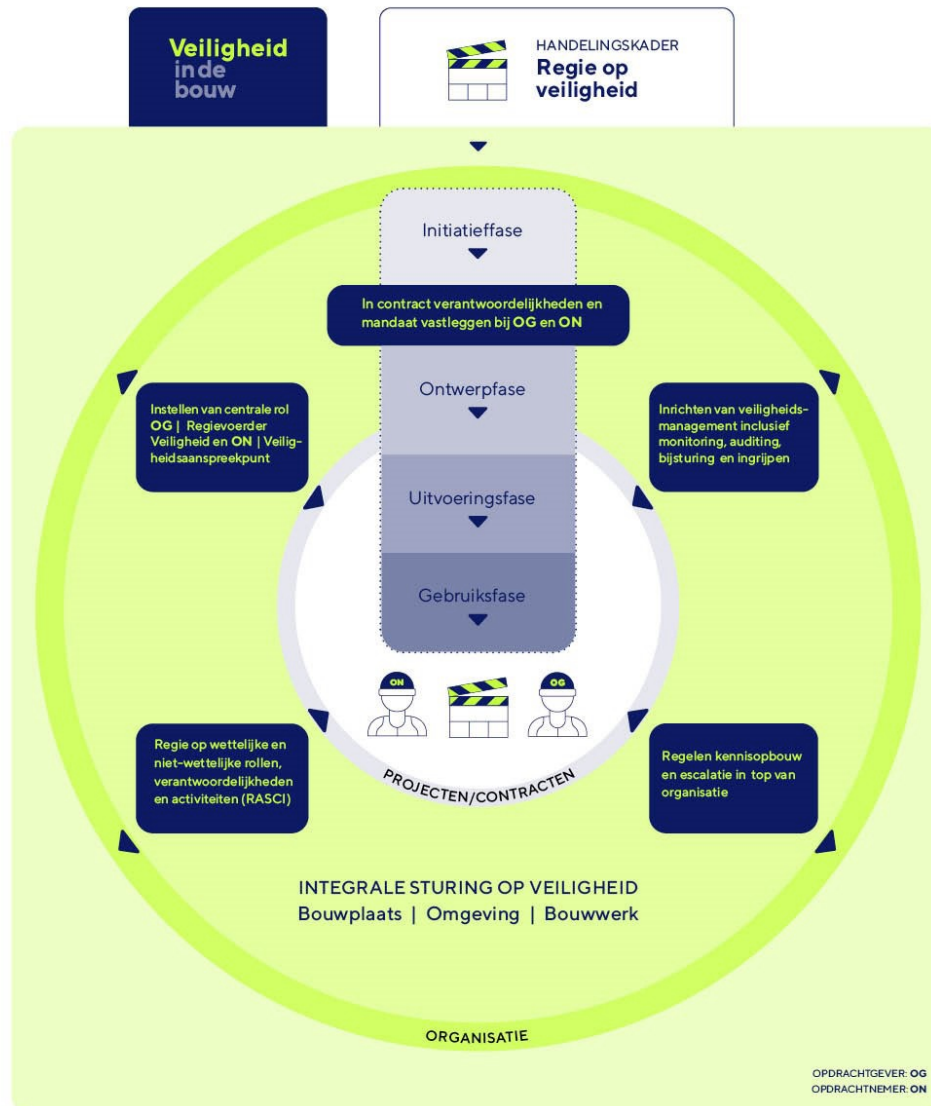 Veiligheid
in de
bouw
HANDELINGSKADER
Regie op
veiligheid
Initiatieffase
In contract verantwoordelijkheden en
mandaat vastleggen bij OG en ON
Ontwerpfase
Instellen van centrale rol
OG | Regievoerder
Veiligheid en ON | Veilig-
heidsaanspreekpunt
Inrichten van veiligheids-
management inclusief
monitoring, auditing,
bijsturing en ingrijpen
Uitvoeringsfase
Gebruiksfase
ON
OG
Regie op wettelijke en
niet-wettelijke rollen,
verantwoordelijkheden
en activiteiten (RASCI)
Regelen kennisopbouw
en escalatie in top van
organisatie
PROJECTEN/CONTRACTEN
INTEGRALE STURING OP VEILIGHEID
Bouwplaats | Omgeving | Bouwwerk
ORGANISATIE
OPDRACHTGEVER: OG
OPDRACHTNEMER: ON